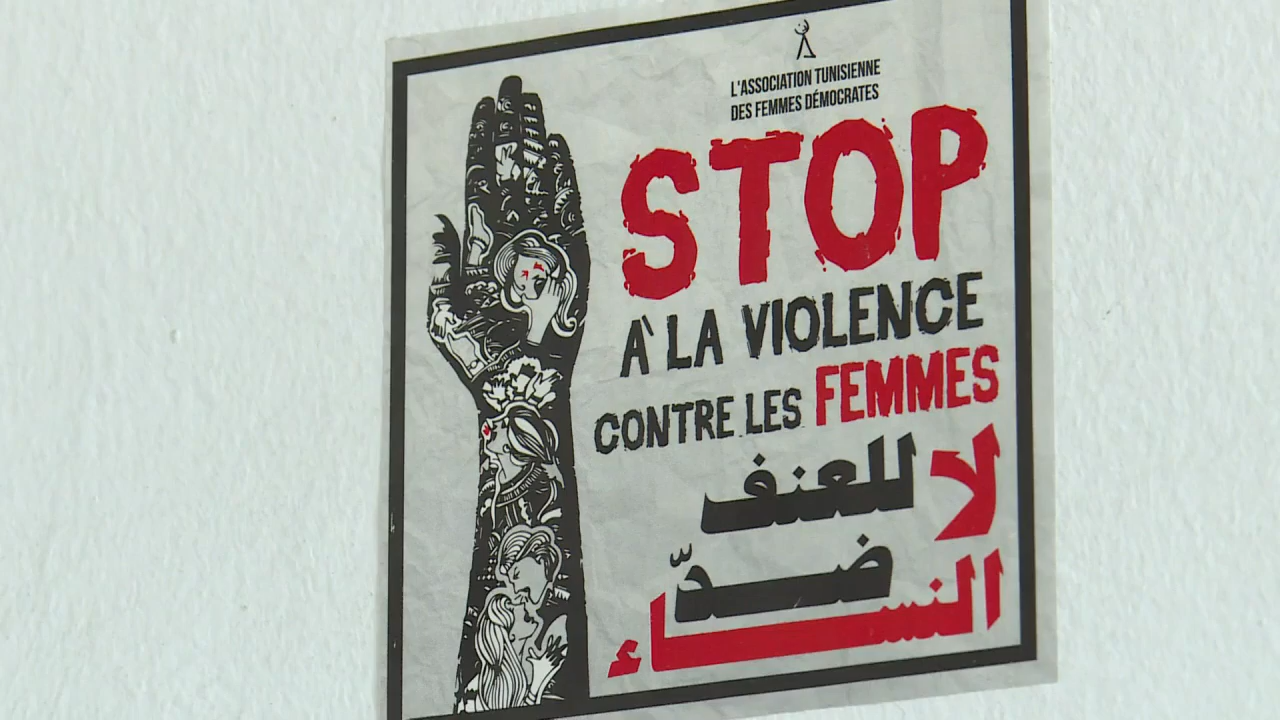 L'ASSOCIATION TUNISIENNE
DES FEMMES DÉMOCRATES
STOP
À LA VIOLENCE
CONTRE LES FEMMES
لا للعنف
ضدّ
النساء